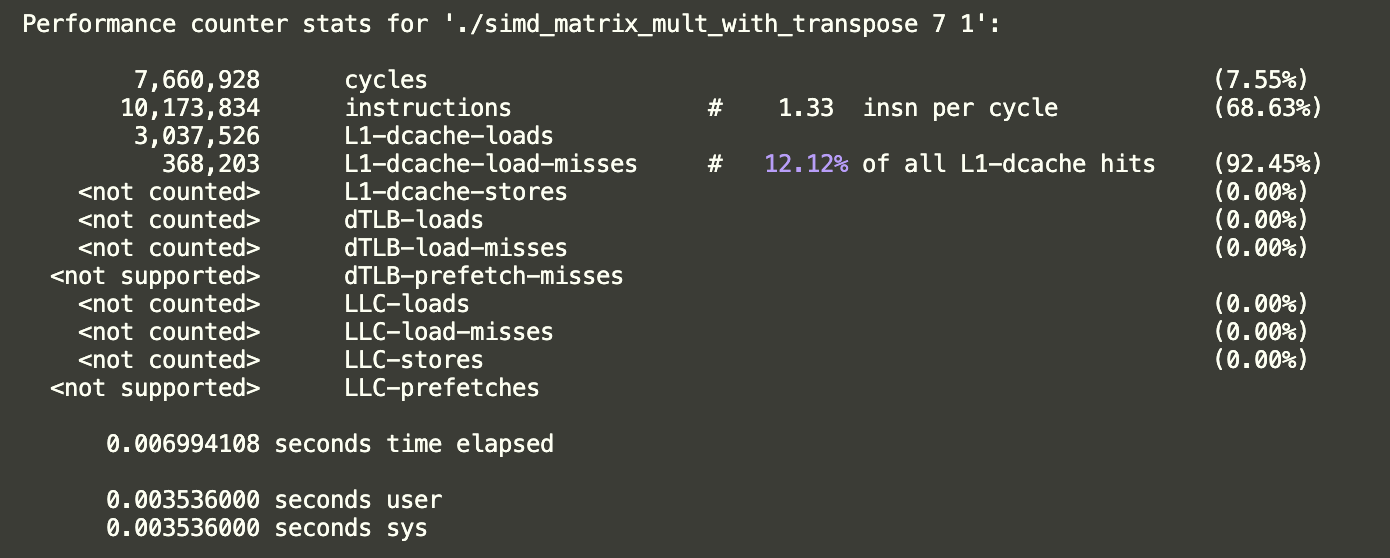 Performance counter stats for './simd_matrix_mult_with_transpose 7 1':
7,660,928 cycles (7.55%)
10,173,834 instructions # 1.33 insn per cycle (68.63%)
3,037,526 L1-dcache-loads
368,203 L1-dcache-load-misses # 12.12% of all L1-dcache hits (92.45%)
<not counted> L1-dcache-stores (0.00%)
<not counted> dTLB-loads (0.00%)
<not counted> dTLB-load-misses (0.00%)
<not supported> dTLB-prefetch-misses
<not counted> LLC-loads (0.00%)
<not counted> LLC-load-misses (0.00%)
<not counted> LLC-stores (0.00%)
<not supported> LLC-prefetches
0.006994108 seconds time elapsed
0.003536000 seconds user
0.003536000 seconds sys